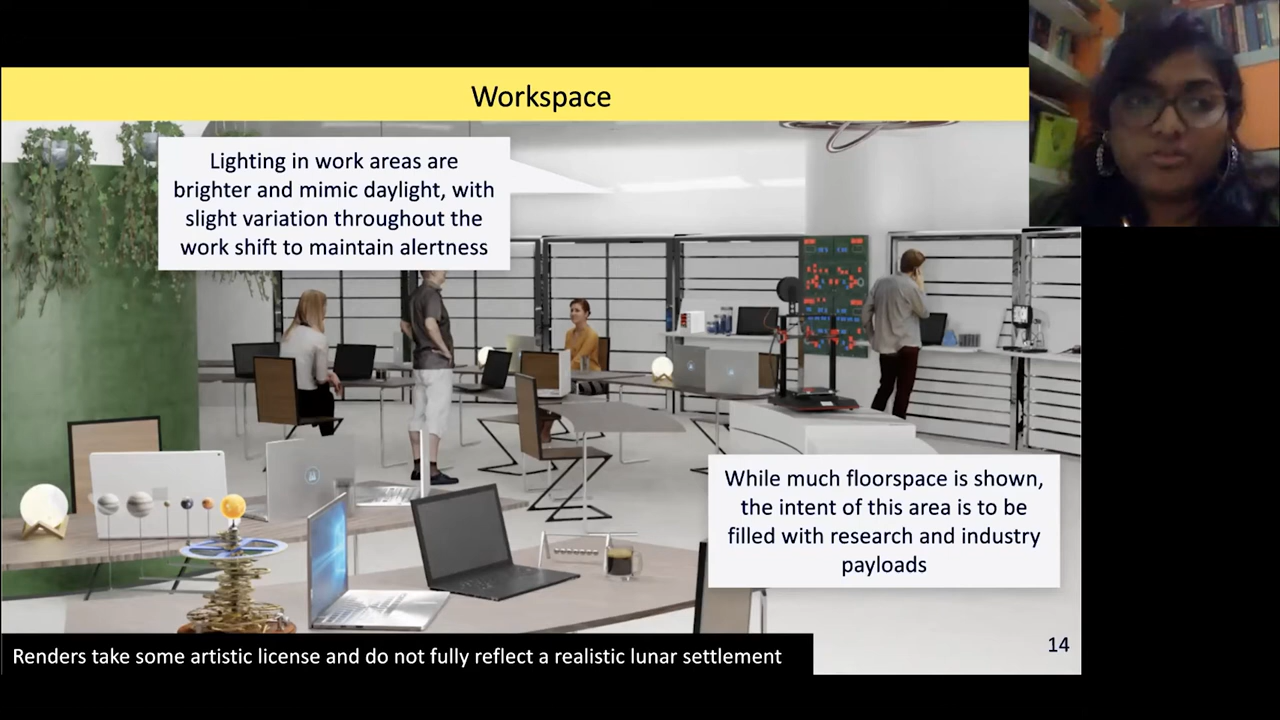 Workspace
Lighting in work areas are
brighter and mimic daylight, with
slight variation throughout the
work shift to maintain alertness
While much floorspace is shown,
the intent of this area is to be
filled with research and industry
payloads
14
Renders take some artistic license and do not fully reflect a realistic lunar settlement